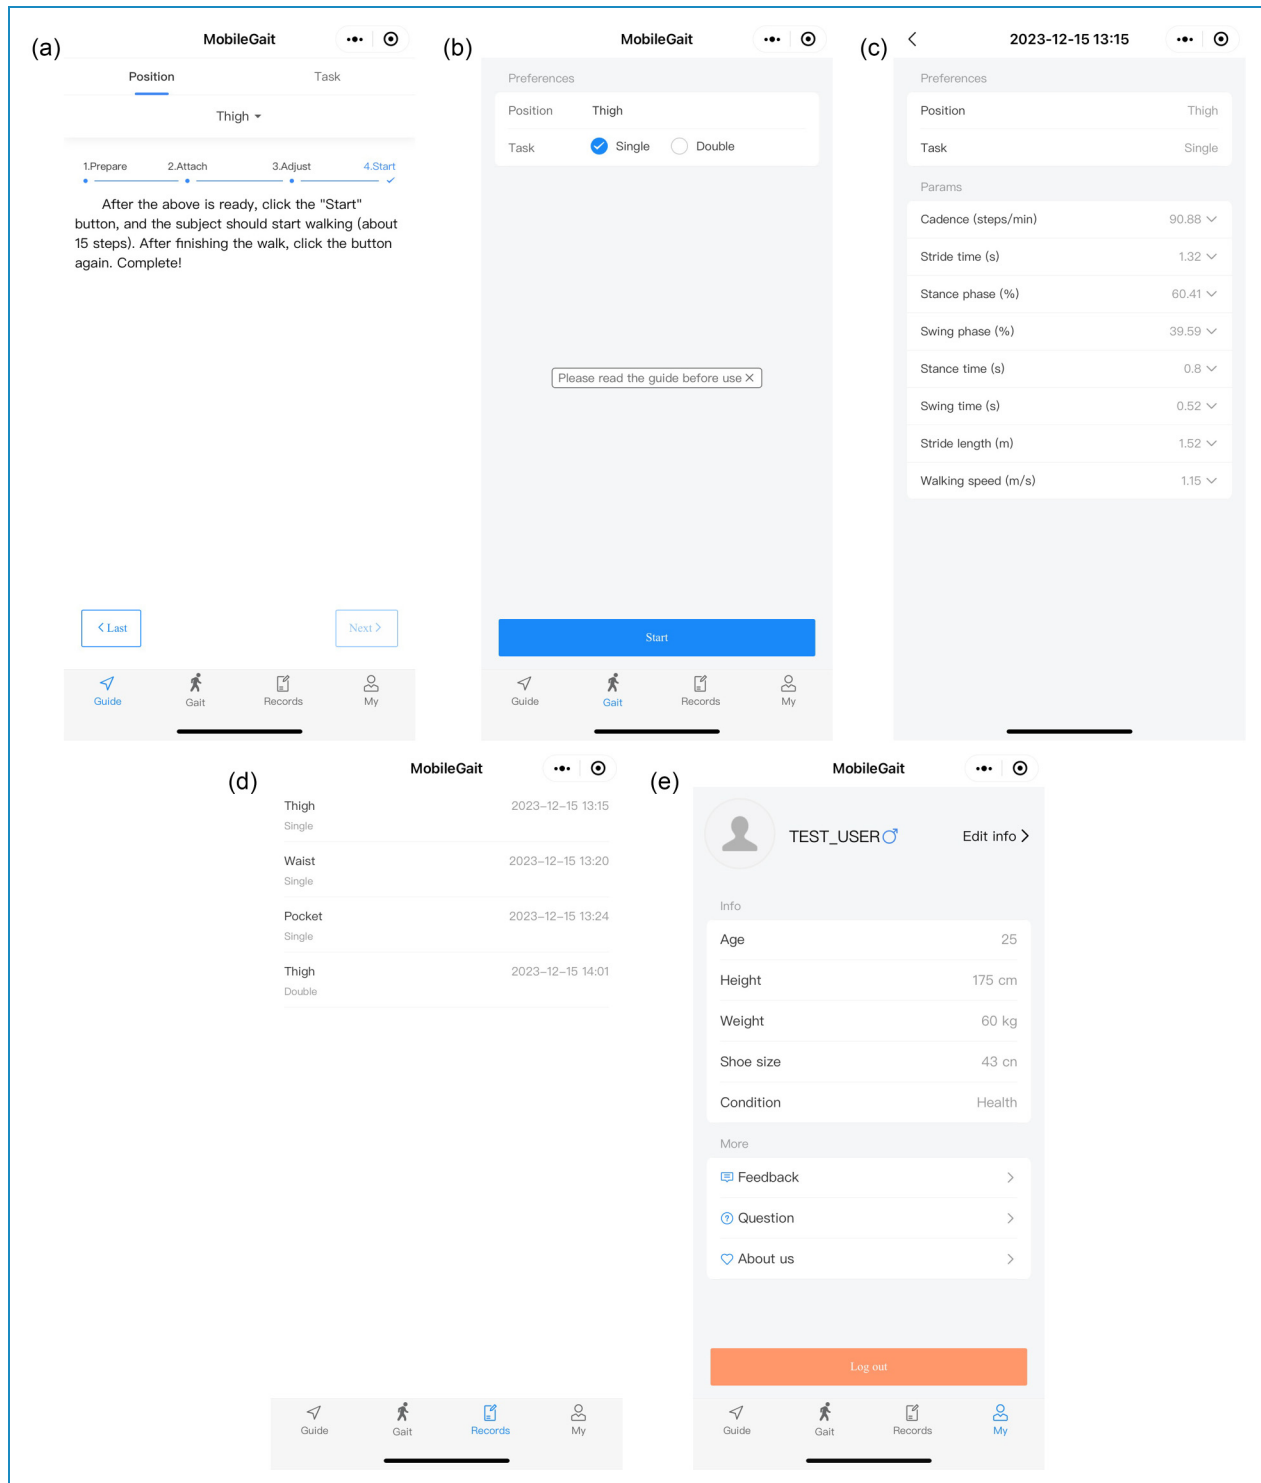 (a)
MobileGait
Position Task
Thigh
1.Prepare 2.Attach 3.Adjust 4.Start
After the above is ready, click the "Start"
button, and the subject should start walking (about
15 steps). After finishing the walk, click the button
again. Complete!
< Last Next >
Guide Gait Records My
(b)
MobileGait
Preferences
Position Thigh
Task Single Double
Please read the guide before use ×
Start
Guide Gait Records My
(c)
< 2023-12-15 13:15
Preferences
Position Thigh
Task Single
Params
Cadence (steps/min) 90.88
Stride time (s) 1.32
Stance phase (%) 60.41
Swing phase (%) 39.59
Stance time (s) 0.8
Swing time (s) 0.52
Stride length (m) 1.52
Walking speed (m/s) 1.15
(d)
MobileGait
Thigh 2023-12-15 13:15
Single
Waist 2023-12-15 13:20
Single
Pocket 2023-12-15 13:24
Single
Thigh 2023-12-15 14:01
Double
Guide Gait Records My
(e)
MobileGait
TEST_USER♂ Edit info >
Info
Age 25
Height 175 cm
Weight 60 kg
Shoe size 43 cn
Condition Health
More
Feedback >
Question >
About us >
Log out
Guide Gait Records My